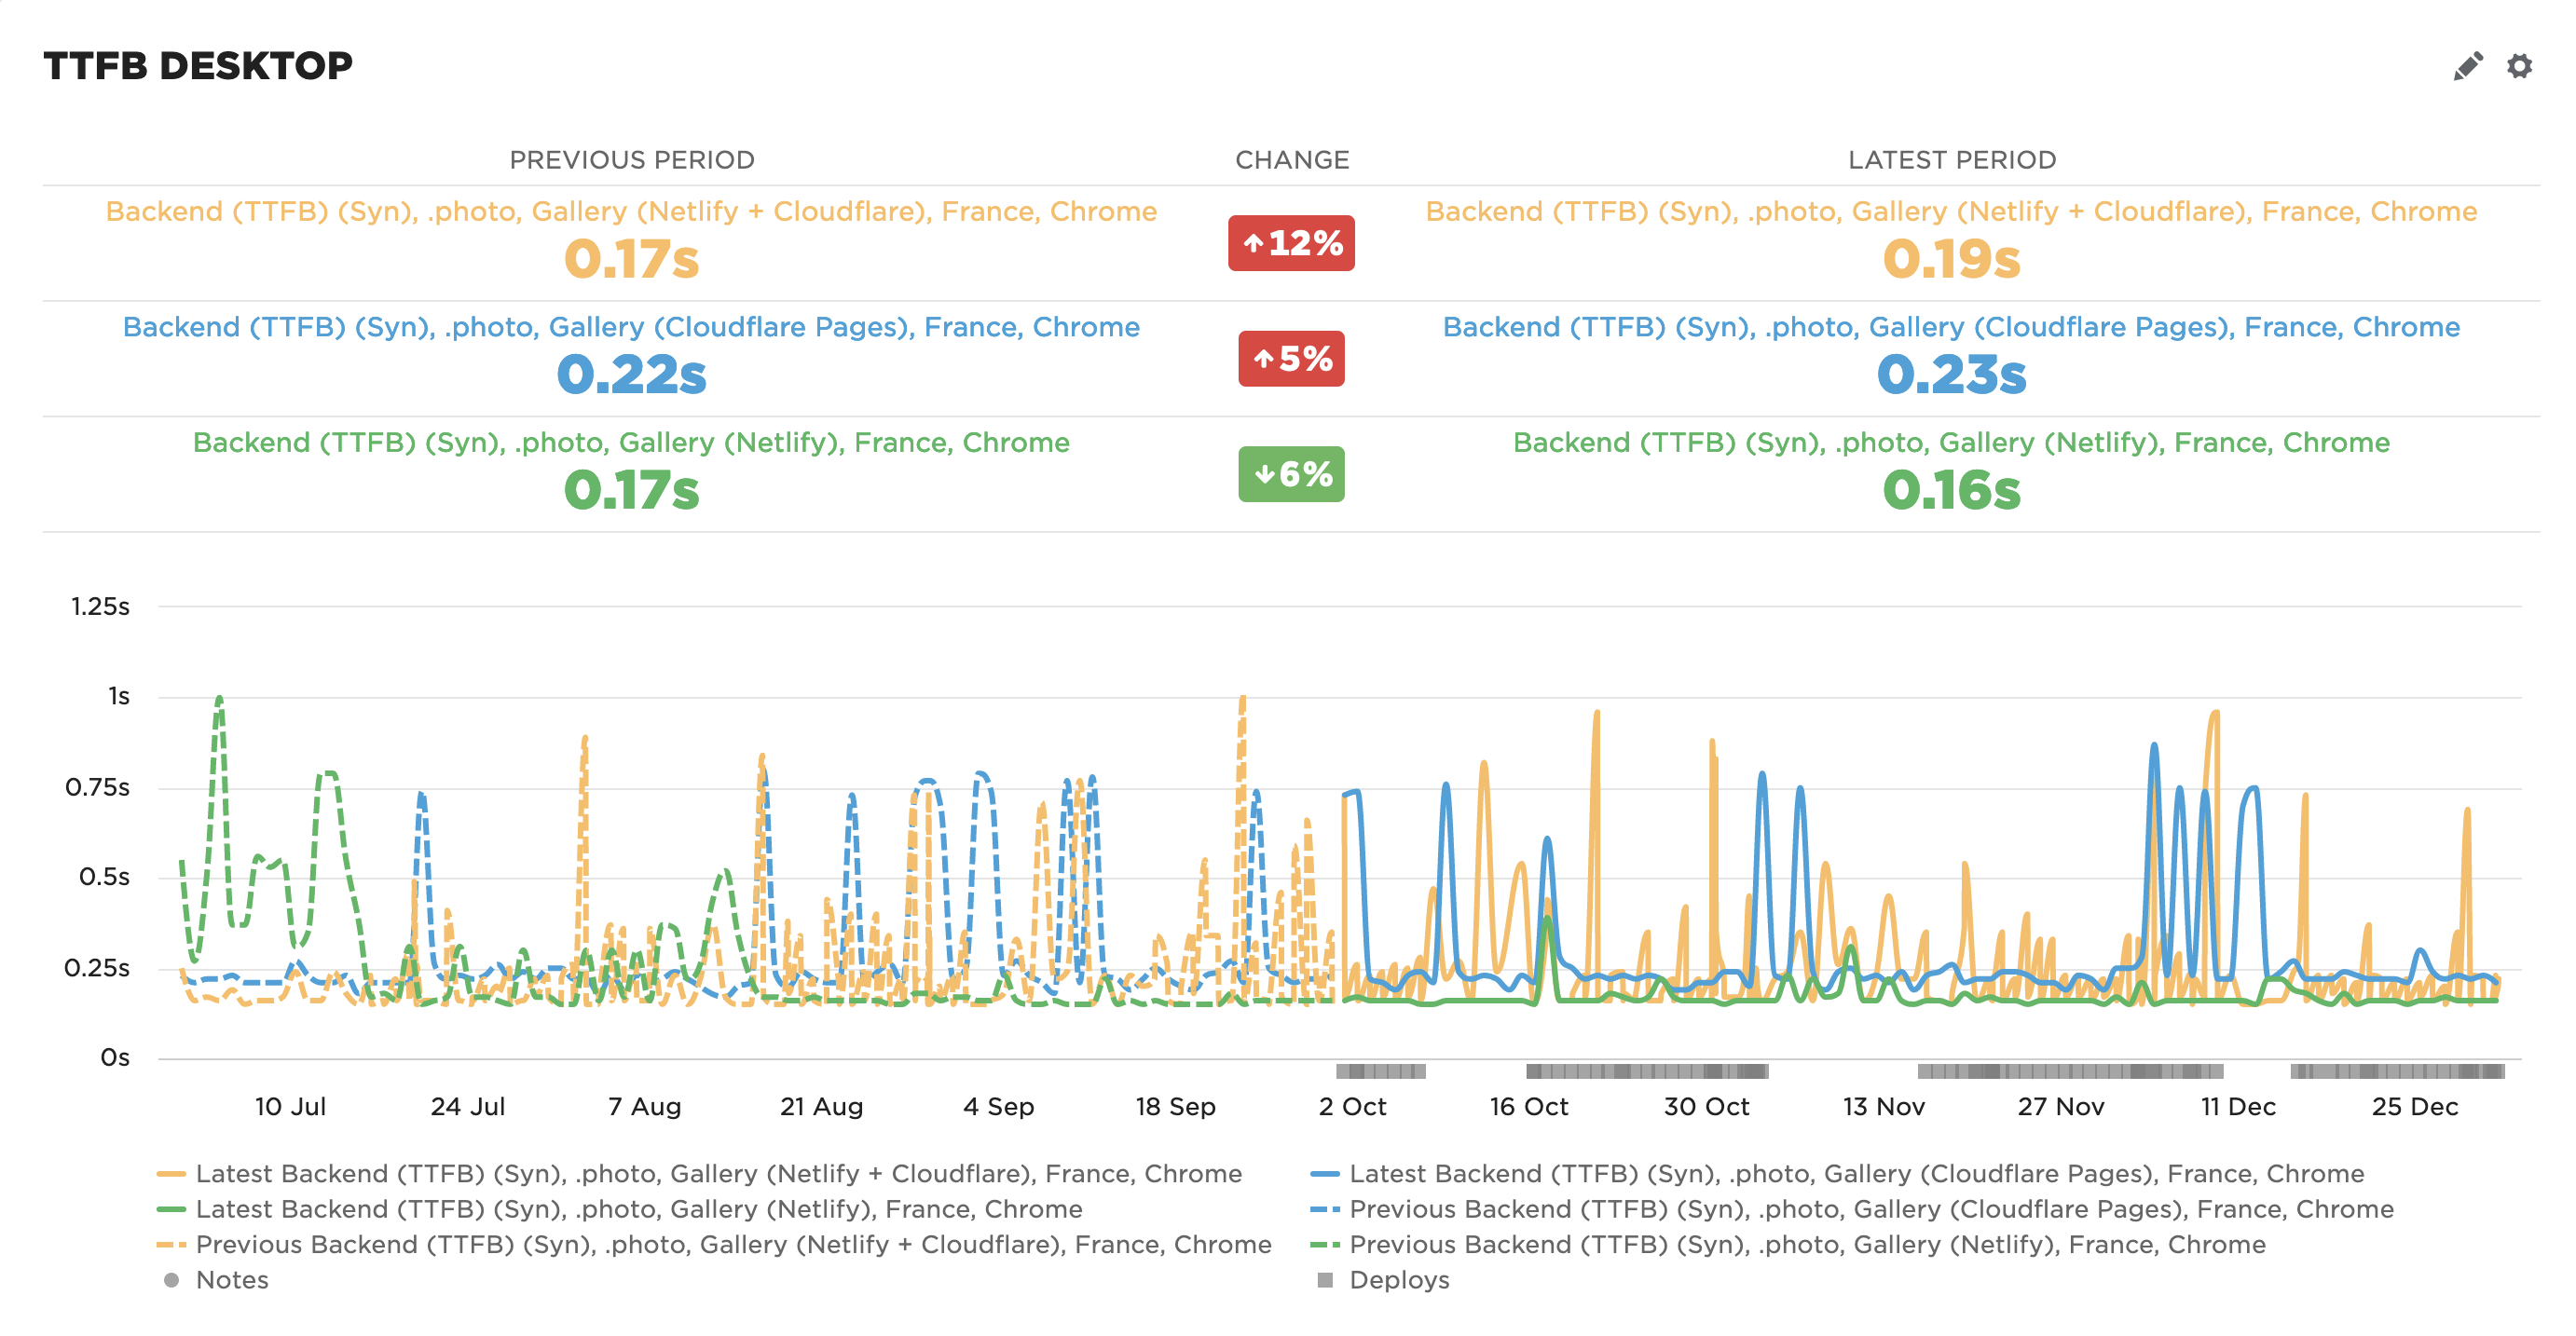 TTFB DESKTOP
PREVIOUS PERIOD CHANGE LATEST PERIOD
Backend (TTFB) (Syn), .photo, Gallery (Netlify + Cloudflare), France, Chrome
0.17s
↑12%
Backend (TTFB) (Syn), .photo, Gallery (Netlify + Cloudflare), France, Chrome
0.19s
Backend (TTFB) (Syn), .photo, Gallery (Cloudflare Pages), France, Chrome
0.22s
↑5%
Backend (TTFB) (Syn), .photo, Gallery (Cloudflare Pages), France, Chrome
0.23s
Backend (TTFB) (Syn), .photo, Gallery (Netlify), France, Chrome
0.17s
↓6%
Backend (TTFB) (Syn), .photo, Gallery (Netlify), France, Chrome
0.16s
1.25s
1s
0.75s
0.5s
0.25s
0s
10 Jul 24 Jul 7 Aug 21 Aug 4 Sep 18 Sep 2 Oct 16 Oct 30 Oct 13 Nov 27 Nov 11 Dec 25 Dec
Latest Backend (TTFB) (Syn), .photo, Gallery (Netlify + Cloudflare), France, Chrome
Latest Backend (TTFB) (Syn), .photo, Gallery (Cloudflare Pages), France, Chrome
Latest Backend (TTFB) (Syn), .photo, Gallery (Netlify), France, Chrome
Previous Backend (TTFB) (Syn), .photo, Gallery (Cloudflare Pages), France, Chrome
Previous Backend (TTFB) (Syn), .photo, Gallery (Netlify + Cloudflare), France, Chrome
Previous Backend (TTFB) (Syn), .photo, Gallery (Netlify), France, Chrome
Notes
Deploys